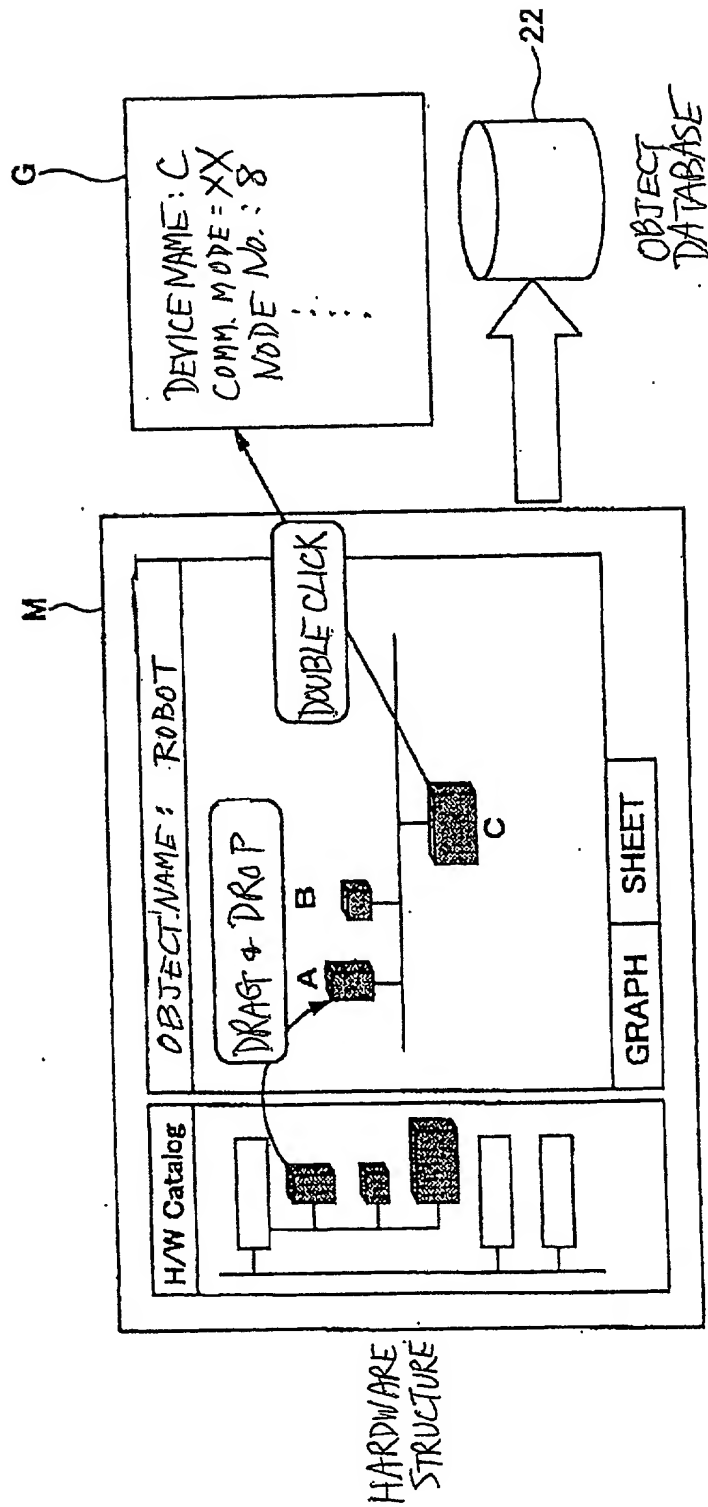 HARDWARE
STRUCTURE
M
H/W Catalog
OBJECT NAME: ROBOT
DRAG & DROP
A
B
C
DOUBLE CLICK
GRAPH
SHEET
G
DEVICE NAME: C
COMM. MODE = XX
NODE No.: 8
22
OBJECT
DATABASE